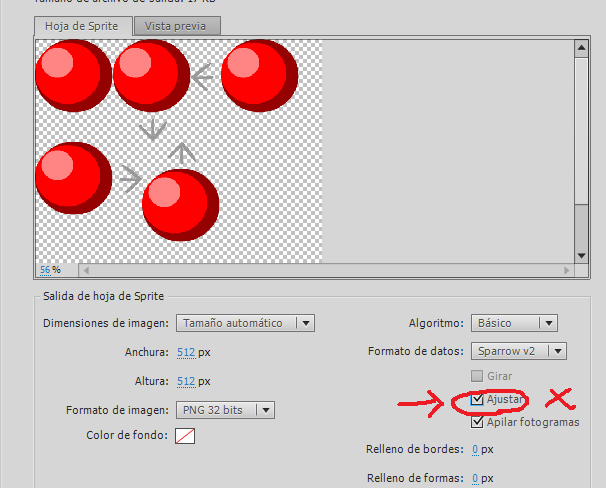 Tamaño de archivo de salida: 17 KB
Hoja de Sprite
Vista previa
56 %
Salida de hoja de Sprite
Dimensiones de imagen: Tamaño automático
Algoritmo: Básico
Anchura: 512 px
Formato de datos: Sparrow v2
Girar
Altura: 512 px
Ajustar
Formato de imagen: PNG 32 bits
Apilar fotogramas
Color de fondo:
Relleno de bordes: 0 px
Relleno de formas: 0 px